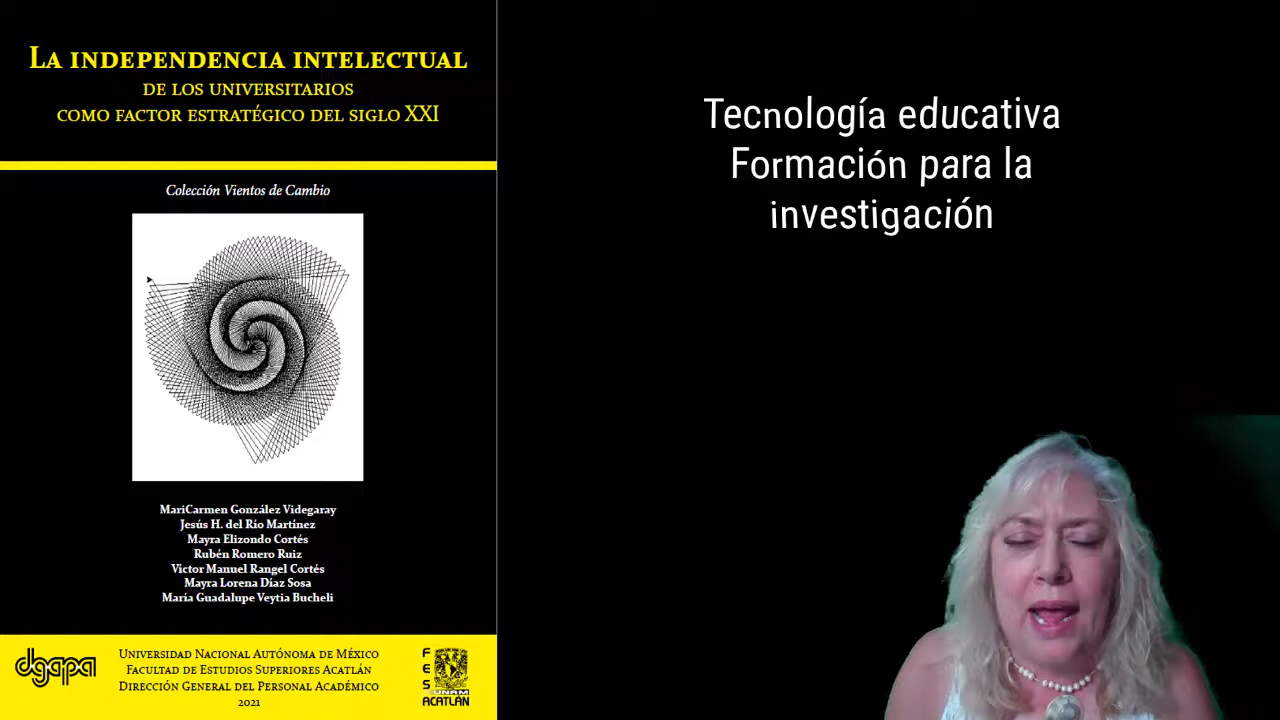 La independencia intelectual
de los universitarios
como factor estratégico del siglo XXI
Colección Vientos de Cambio
MariCarmen González Videgaray
Jesús H. del Río Martínez
Mayra Elizondo Cortés
Rubén Romero Ruiz
Víctor Manuel Rangel Cortés
Mayra Lorena Díaz Sosa
María Guadalupe Veytia Bucheli
dgapa
Universidad Nacional Autónoma de México
Facultad de Estudios Superiores Acatlán
Dirección General del Personal Académico
2021
FES
UNAM
ACATLÁN
Tecnología educativa
Formación para la
investigación